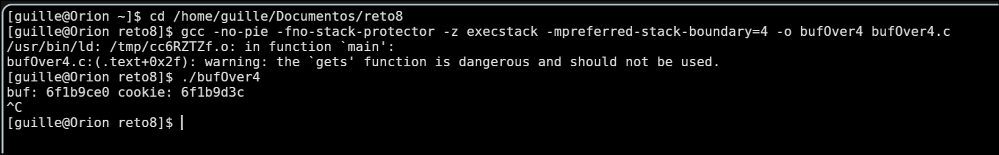 [guille@Orion ~]$ cd /home/guille/Documentos/reto8
[guille@Orion reto8]$ gcc -no-pie -fno-stack-protector -z execstack -mpreferred-stack-boundary=4 -o bufOver4 bufOver4.c
/usr/bin/ld: /tmp/cc6RZTZf.o: in function `main':
bufOver4.c:(.text+0x2f): warning: the `gets' function is dangerous and should not be used.
[guille@Orion reto8]$ ./bufOver4
buf: 6f1b9ce0 cookie: 6f1b9d3c
^C
[guille@Orion reto8]$